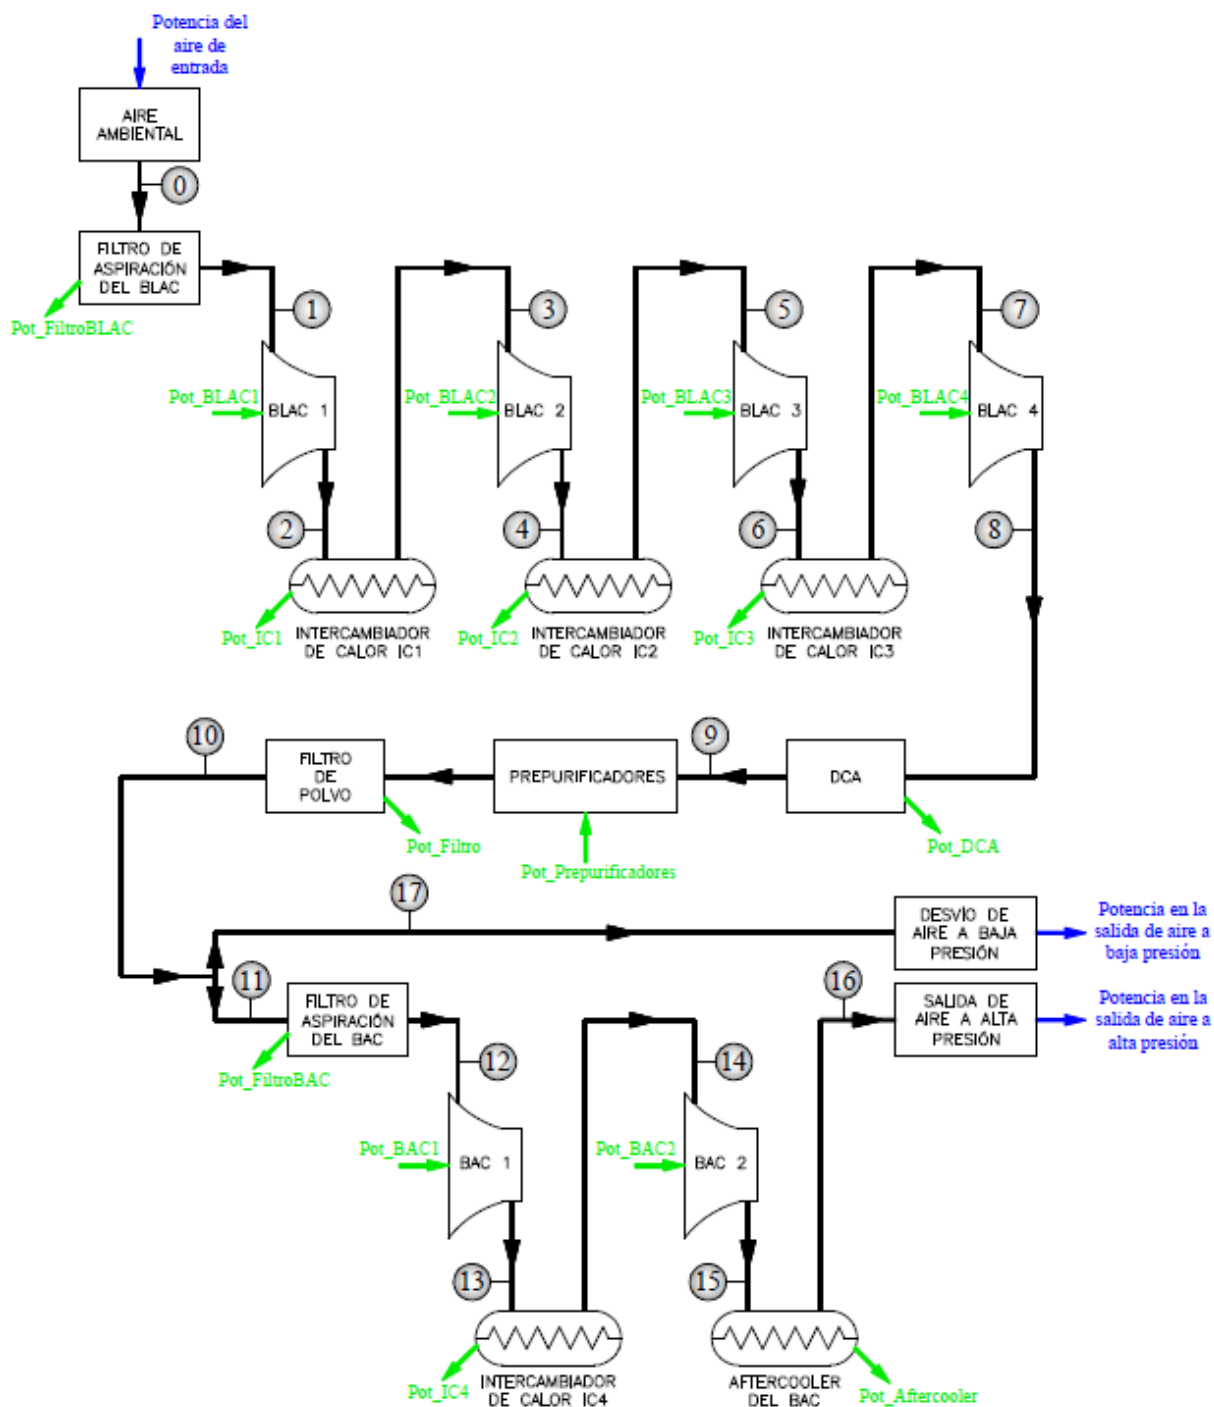 Potencia del
aire de
entrada
AIRE
AMBIENTAL
0
FILTRO DE
ASPIRACIÓN
DEL BLAC
Pot_FiltroBLAC
1
3
5
7
Pot_BLAC1
BLAC 1
Pot_BLAC2
BLAC 2
Pot_BLAC3
BLAC 3
Pot_BLAC4
BLAC 4
2
4
6
8
Pot_IC1
INTERCAMBIADOR
DE CALOR IC1
Pot_IC2
INTERCAMBIADOR
DE CALOR IC2
Pot_IC3
INTERCAMBIADOR
DE CALOR IC3
10
FILTRO
DE
POLVO
PREPURIFICADORES
9
DCA
Pot_Filtro
Pot_Prepurificadores
Pot_DCA
17
DESVÍO DE
AIRE A BAJA
PRESIÓN
Potencia en la
salida de aire a
baja presión
11
FILTRO DE
ASPIRACIÓN
DEL BAC
16
SALIDA DE
AIRE A ALTA
PRESIÓN
Potencia en la
salida de aire a
alta presión
Pot_FiltroBAC
12
14
Pot_BAC1
BAC 1
Pot_BAC2
BAC 2
13
15
Pot_IC4
INTERCAMBIADOR
DE CALOR IC4
AFTERCOOLER
DEL BAC
Pot_Aftercooler